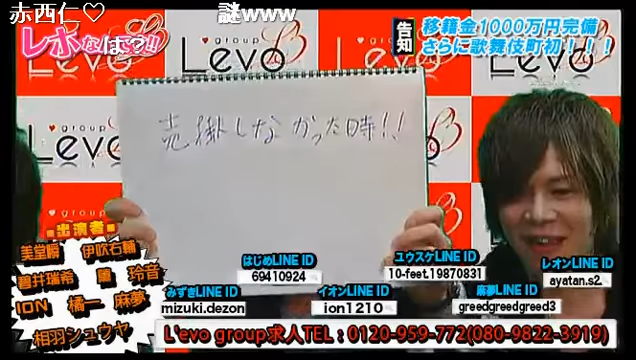 赤西仁♡
謎www
レボなまで!!
group
Levo
告知
移籍金1000万円完備
さらに歌舞伎町初!!!
売掛しなかった時!!
出演者
美堂嶺 伊吹右輔
碧井瑞希 玲音
ION 橘一 麻夢
相羽シュウヤ
はじめLINE ID
69410924
ユウスケLINE ID
10-feet.19870831
レオンLINE ID
ayatan.s2
みずきLINE ID
mizuki.dezon
イオンLINE ID
ion1210
麻夢LINE ID
greedgreedgreed3
L'evo group求人TEL:0120-959-772(080-9822-3919)